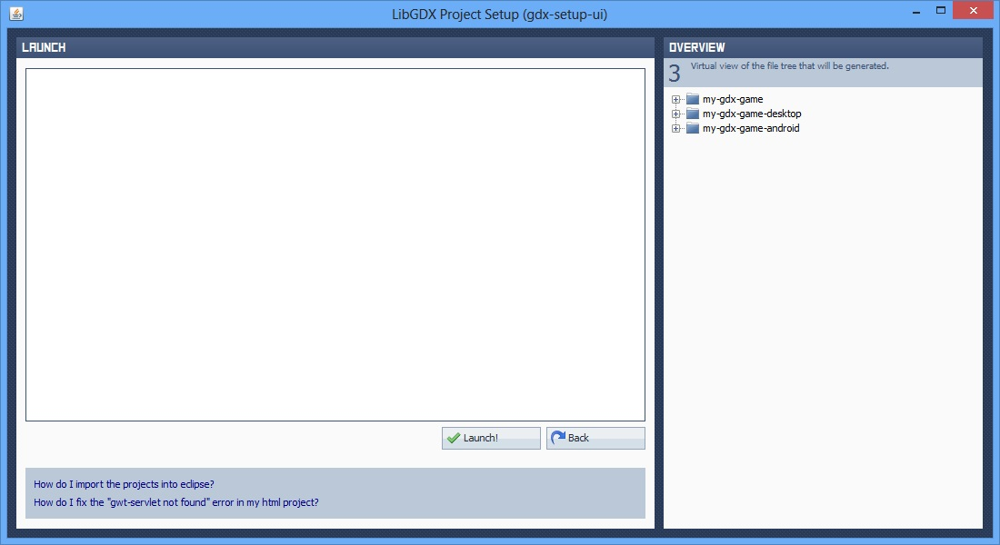 LibGDX Project Setup (gdx-setup-ui)
LAUNCH
Launch!
Back
How do I import the projects into eclipse?
How do I fix the "gwt-servlet not found" error in my html project?
OVERVIEW
3
Virtual view of the file tree that will be generated.
my-gdx-game
my-gdx-game-desktop
my-gdx-game-android